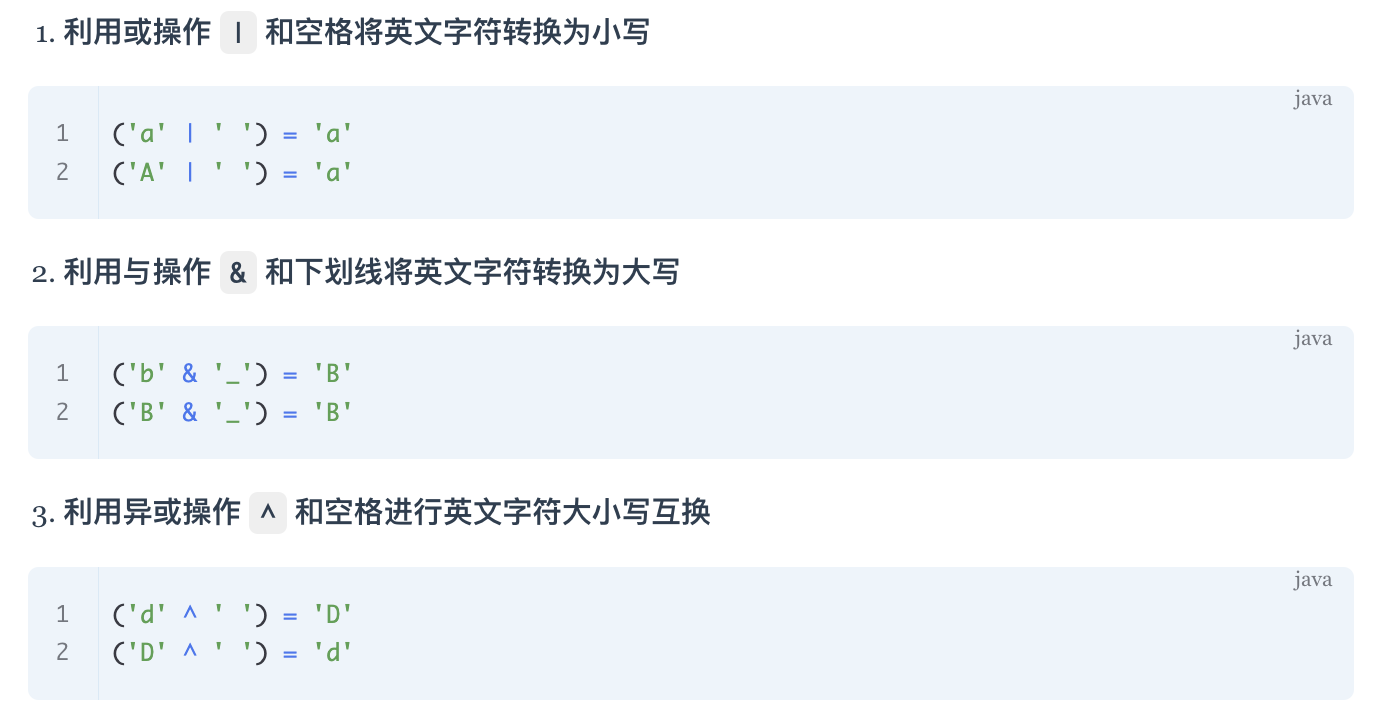 1. 利用或操作 | 和空格将英文字符转换为小写
java
1 ('a' | ' ') = 'a'
2 ('A' | ' ') = 'a'
2. 利用与操作 & 和下划线将英文字符转换为大写
java
1 ('b' & '_') = 'B'
2 ('B' & '_') = 'B'
3. 利用异或操作 ^ 和空格进行英文字符大小写互换
java
1 ('d' ^ ' ') = 'D'
2 ('D' ^ ' ') = 'd'